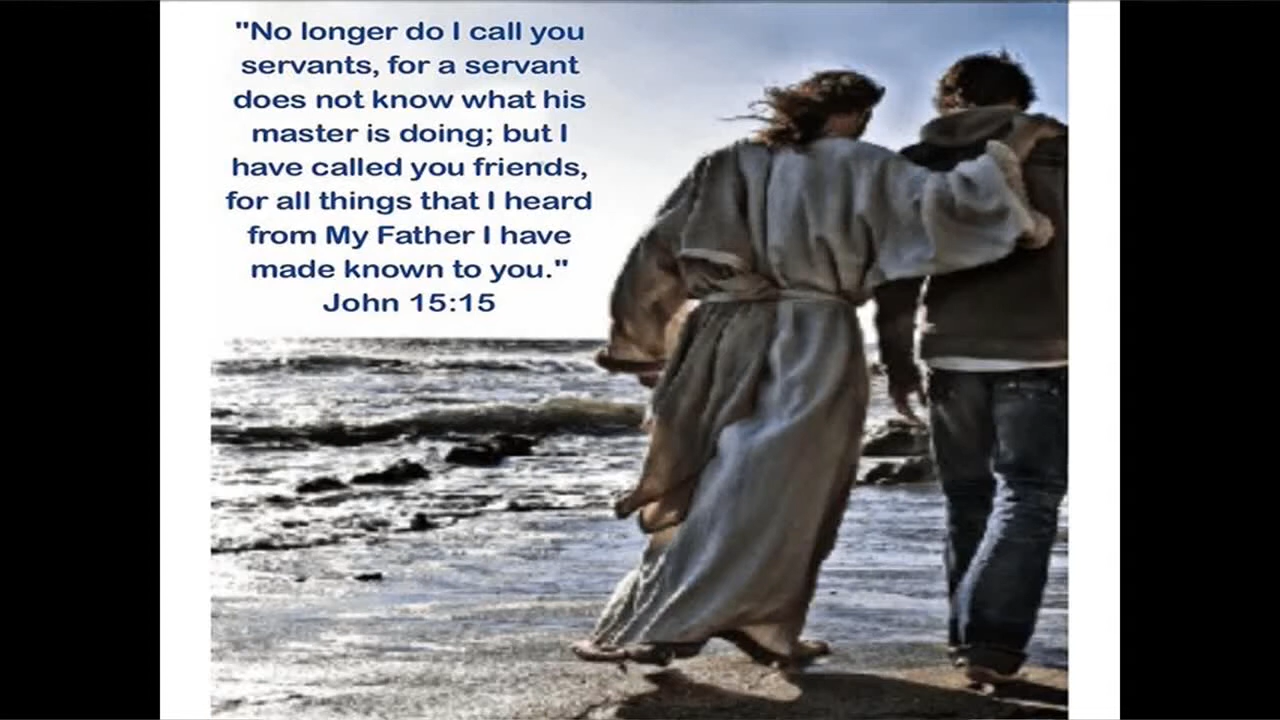 "No longer do I call you
servants, for a servant
does not know what his
master is doing; but I
have called you friends,
for all things that I heard
from My Father I have
made known to you."
John 15:15